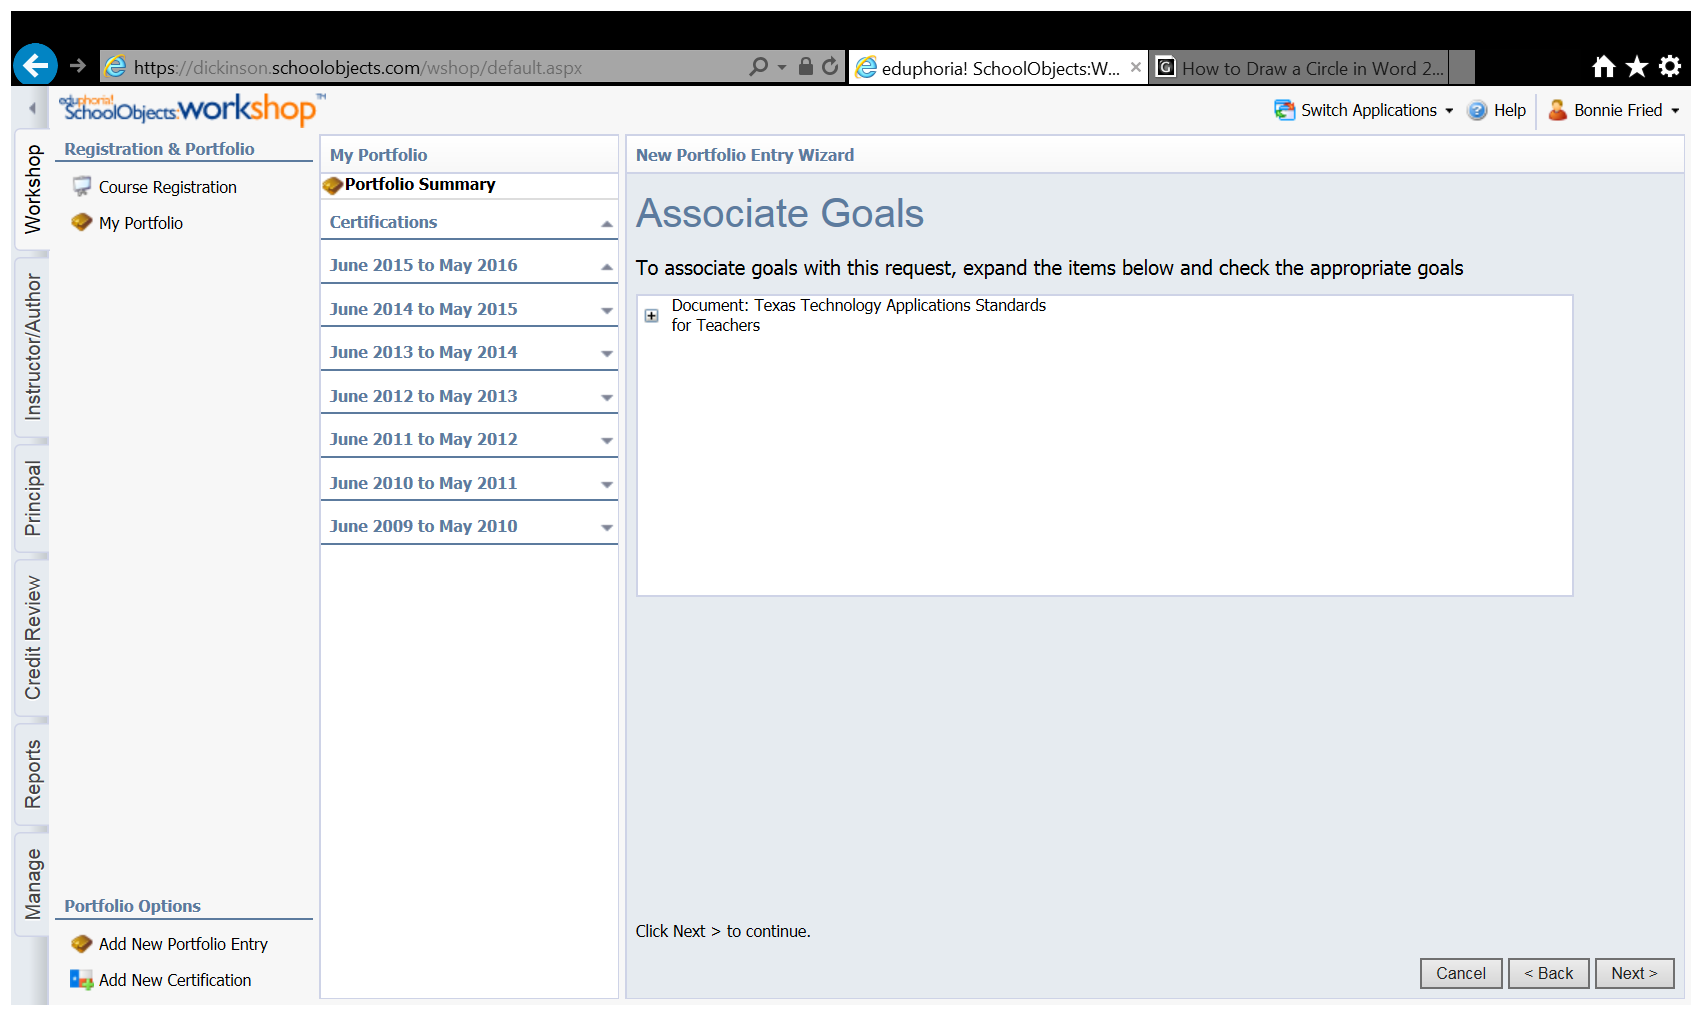 https://dickinson.schoolobjects.com/wshop/default.aspx
eduphoria! SchoolObjects:W...
How to Draw a Circle in Word 2...
eduphoria!
SchoolObjects:workshop™
Switch Applications
Help
Bonnie Fried
Workshop
Instructor/Author
Principal
Credit Review
Reports
Manage
Registration & Portfolio
Course Registration
My Portfolio
Portfolio Options
Add New Portfolio Entry
Add New Certification
My Portfolio
Portfolio Summary
Certifications
June 2015 to May 2016
June 2014 to May 2015
June 2013 to May 2014
June 2012 to May 2013
June 2011 to May 2012
June 2010 to May 2011
June 2009 to May 2010
New Portfolio Entry Wizard
Associate Goals
To associate goals with this request, expand the items below and check the appropriate goals
Document: Texas Technology Applications Standards
for Teachers
Click Next > to continue.
Cancel
< Back
Next >